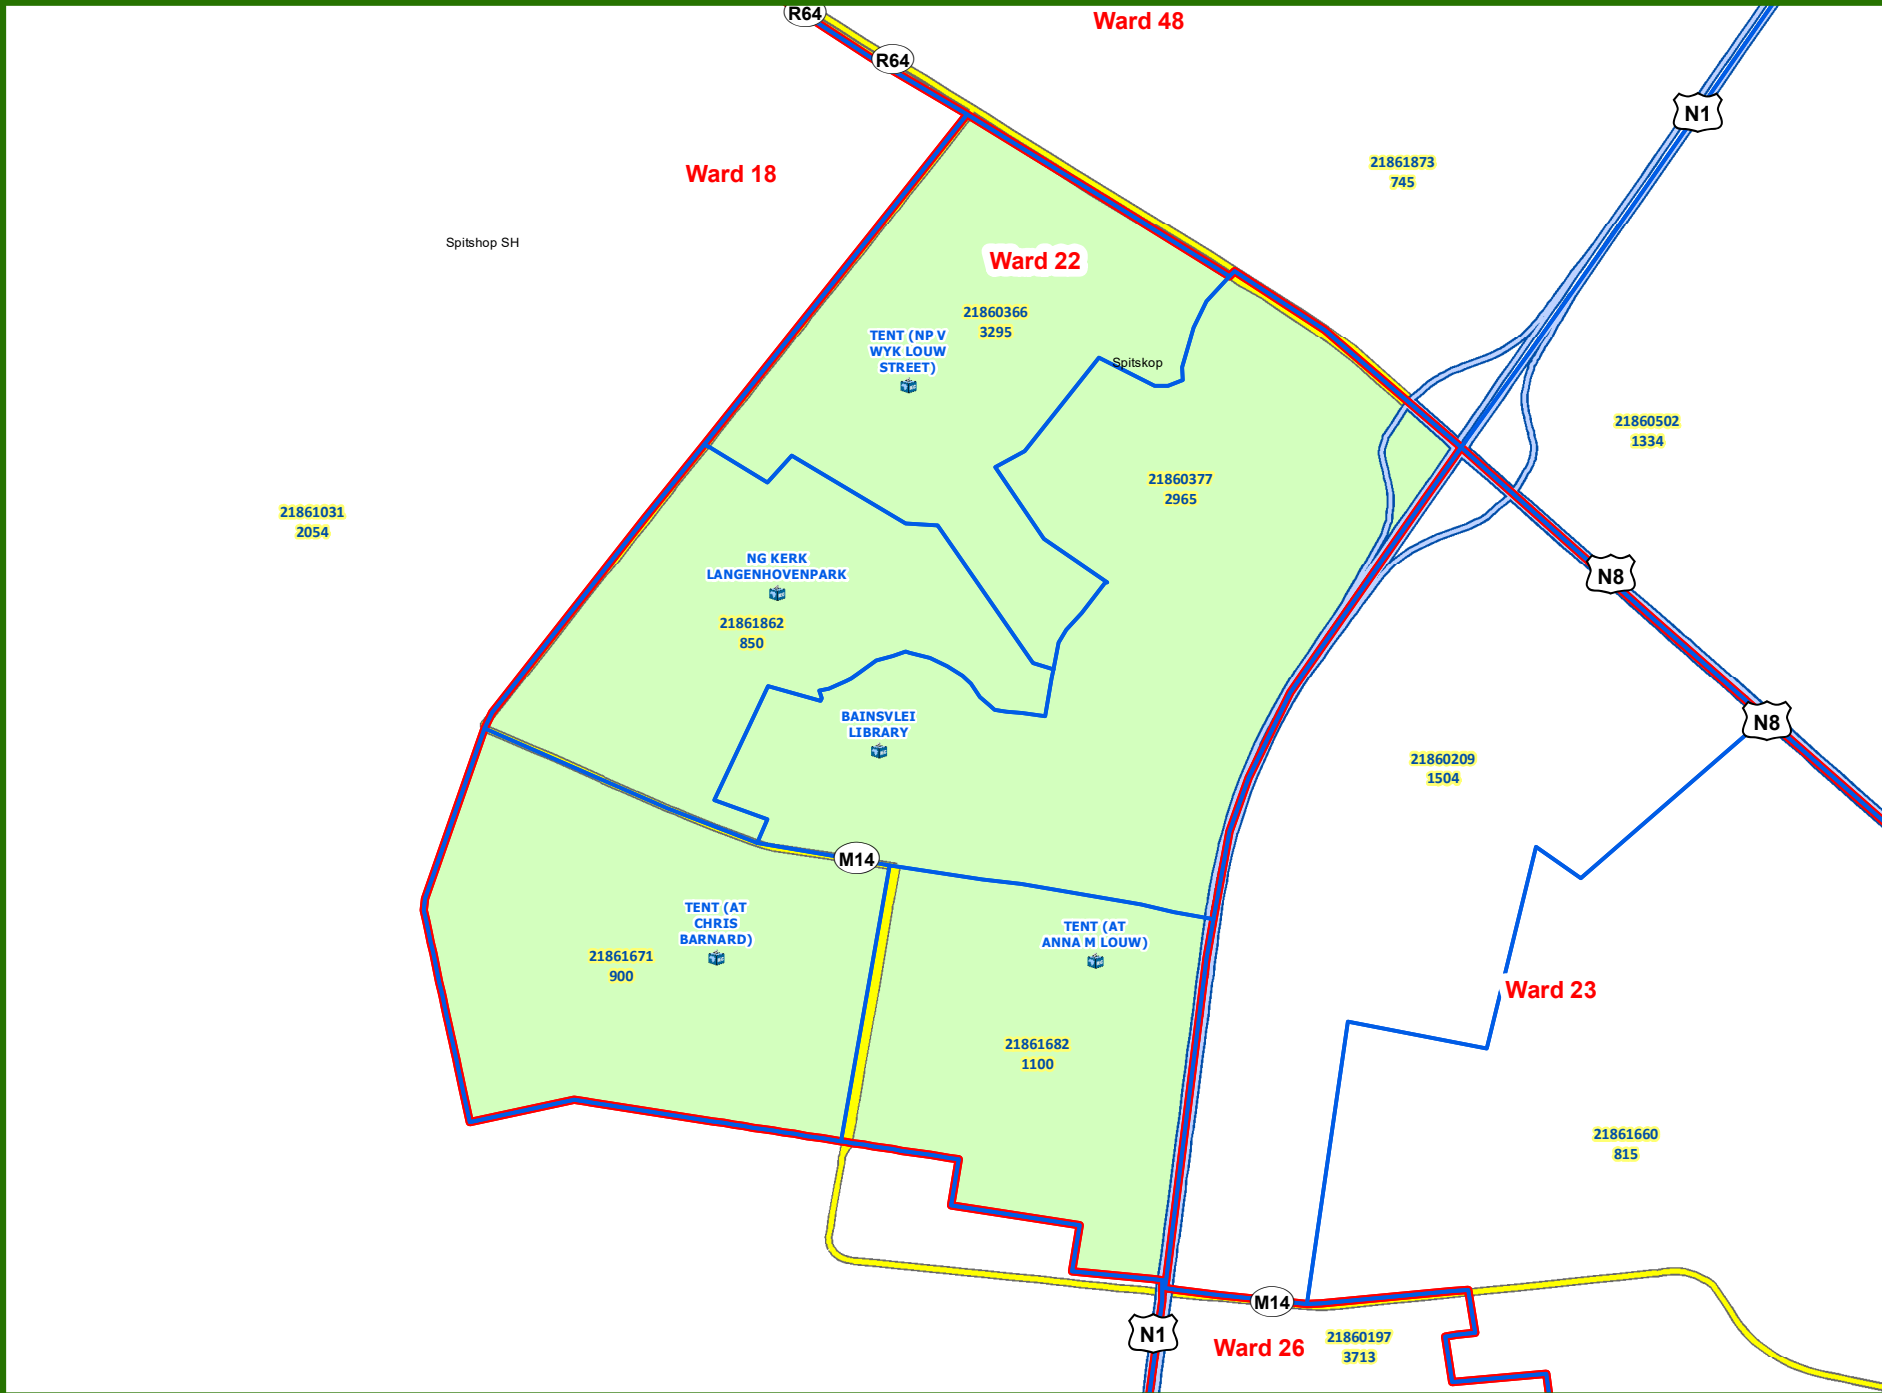 R64
Ward 48
R64
N1
Ward 18
21861873
745
Spitshop SH
Ward 22
21860366
3295
TENT (NP V
WYK LOUW
STREET)
Spitskop
21860502
1334
21860377
2965
21861031
2054
NG KERK
LANGENHOVENPARK
N8
21861862
850
BAINSVLEI
LIBRARY
N8
21860209
1504
M14
TENT (AT
CHRIS
BARNARD)
TENT (AT
ANNA M LOUW)
21861671
900
Ward 23
21861682
1100
21861660
815
M14
N1
Ward 26
21860197
3713